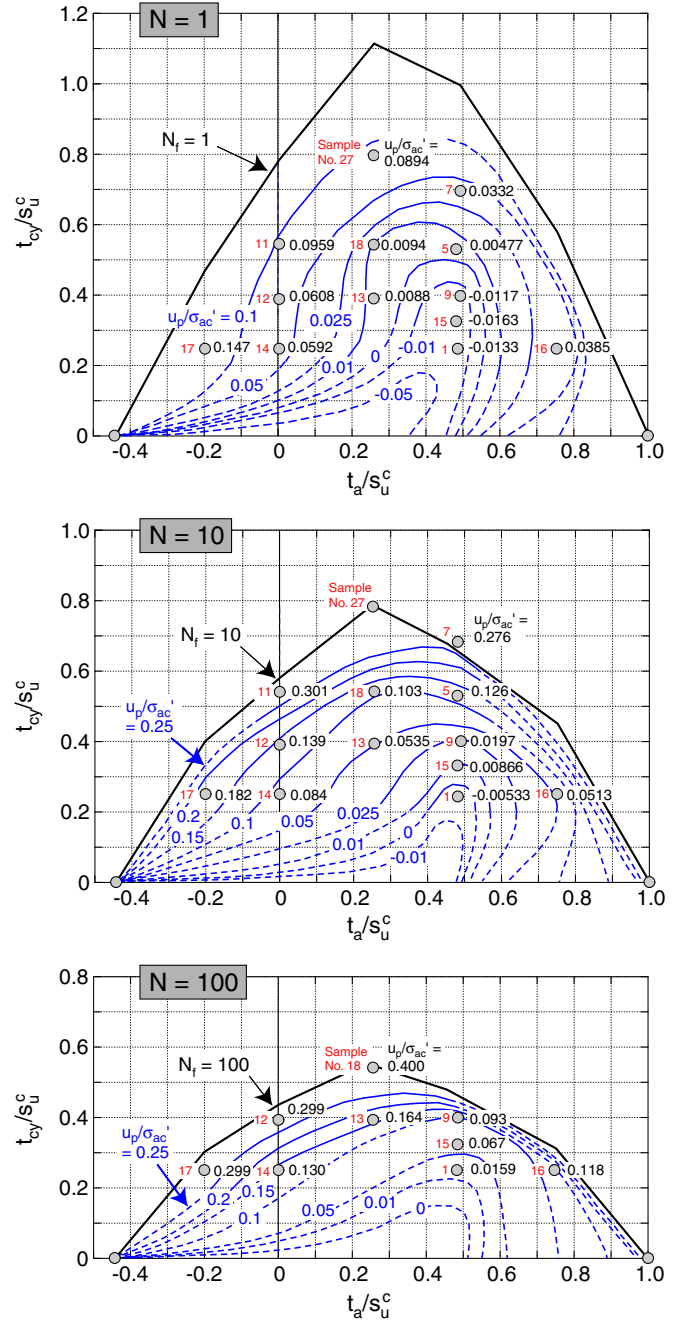 N = 1
1.2
1.0
0.8
0.6
0.4
0.2
0
t_cy/s_u^c
N_f = 1
Sample
No. 27
u_p/σ_ac' =
0.0894
7 0.0332
11 0.0959
18 0.0094
5 0.00477
12 0.0608
13 0.0088
9 -0.0117
u_p/σ_ac' = 0.1
0.025
15 -0.0163
17 0.147
14 0.0592
0
-0.01
1 -0.0133
16 0.0385
0.01
0.05
-0.05
-0.4 -0.2 0 0.2 0.4 0.6 0.8 1.0
t_a/s_u^c
N = 10
1.0
0.8
0.6
0.4
0.2
0
t_cy/s_u^c
Sample
No. 27
N_f = 10
7
u_p/σ_ac' =
0.276
11 0.301
18 0.103
5 0.126
u_p/σ_ac'
= 0.25
12 0.139
13 0.0535
9 0.0197
15 0.00866
17 0.182
14 0.084
1 -0.00533
16 0.0513
0.2
0.15
0.1
0.05
0.025
0.01
0
-0.01
-0.4 -0.2 0 0.2 0.4 0.6 0.8 1.0
t_a/s_u^c
N = 100
0.8
0.6
0.4
0.2
0
t_cy/s_u^c
N_f = 100
Sample
No. 18
u_p/σ_ac' =
0.400
12 0.299
13 0.164
9 0.093
u_p/σ_ac'
= 0.25
15 0.067
17 0.299
14 0.130
1 0.0159
16 0.118
0.2
0.15
0.1
0.05
0.01
0
-0.4 -0.2 0 0.2 0.4 0.6 0.8 1.0
t_a/s_u^c